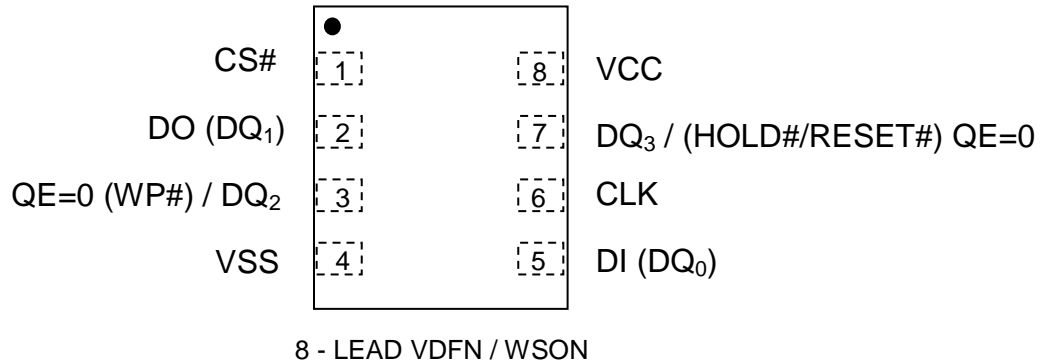 CS# 1 8 VCC
DO (DQ₁) 2 7 DQ₃ / (HOLD#/RESET#) QE=0
QE=0 (WP#) / DQ₂ 3 6 CLK
VSS 4 5 DI (DQ₀)
8 - LEAD VDFN / WSON